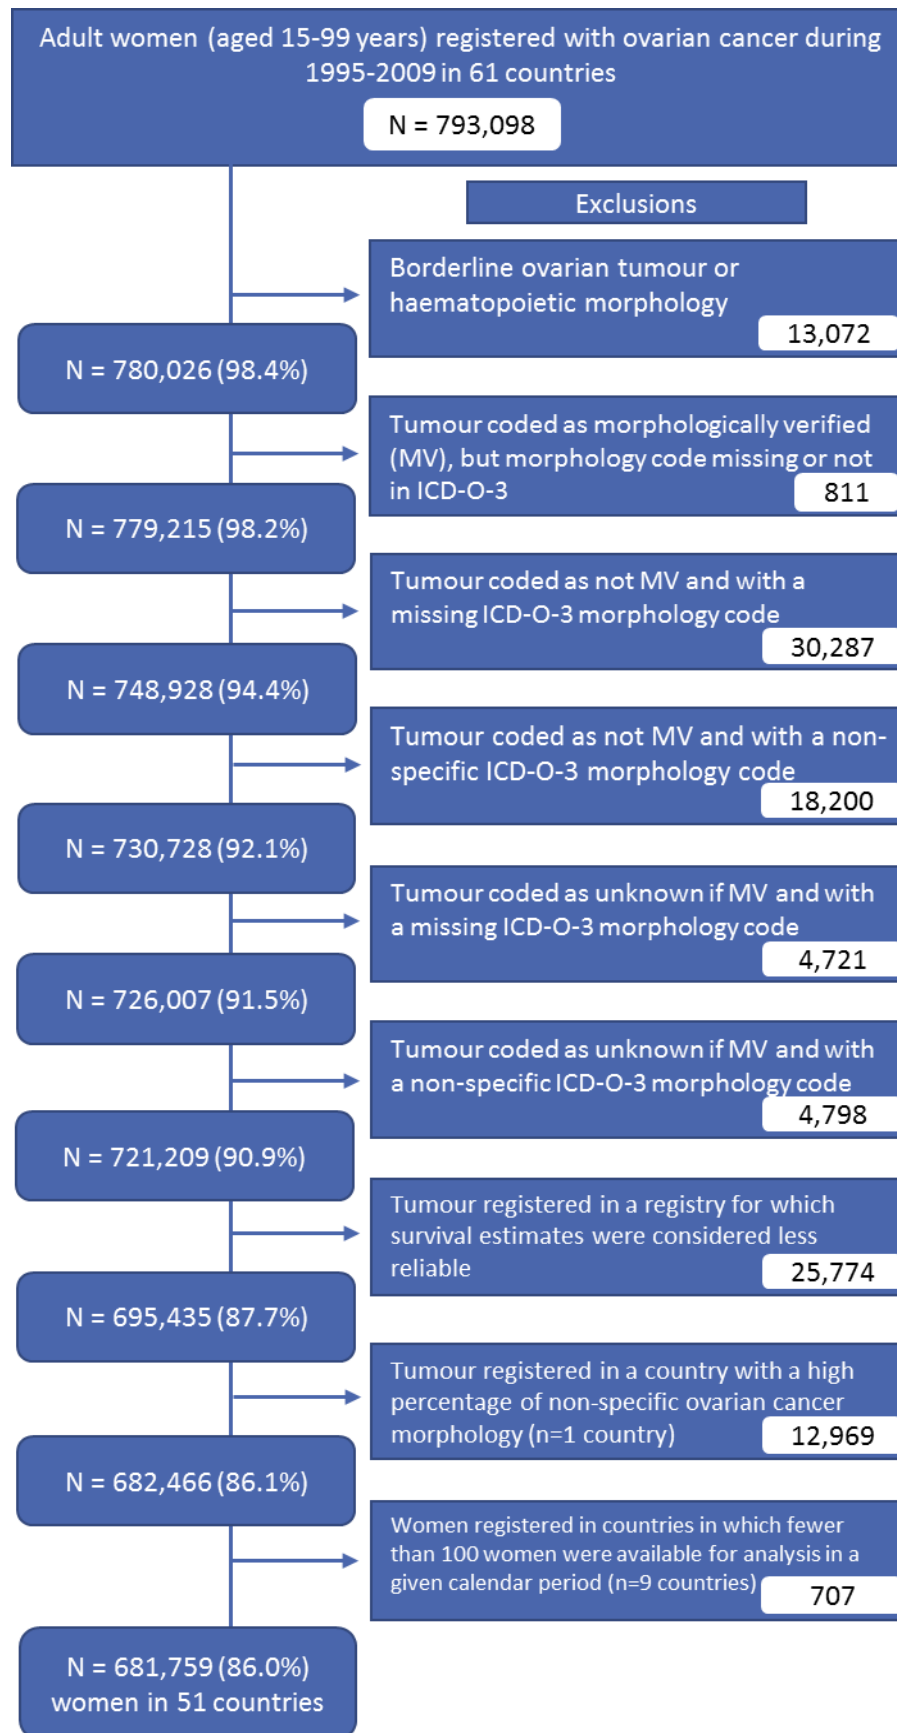 Adult women (aged 15-99 years) registered with ovarian cancer during
1995-2009 in 61 countries
N = 793,098
Exclusions
Borderline ovarian tumour or
haematopoietic morphology
13,072
N = 780,026 (98.4%)
Tumour coded as morphologically verified
(MV), but morphology code missing or not
in ICD-O-3
811
N = 779,215 (98.2%)
Tumour coded as not MV and with a
missing ICD-O-3 morphology code
30,287
N = 748,928 (94.4%)
Tumour coded as not MV and with a non-
specific ICD-O-3 morphology code
18,200
N = 730,728 (92.1%)
Tumour coded as unknown if MV and with
a missing ICD-O-3 morphology code
4,721
N = 726,007 (91.5%)
Tumour coded as unknown if MV and with
a non-specific ICD-O-3 morphology code
4,798
N = 721,209 (90.9%)
Tumour registered in a registry for which
survival estimates were considered less
reliable
25,774
N = 695,435 (87.7%)
Tumour registered in a country with a high
percentage of non-specific ovarian cancer
morphology (n=1 country)
12,969
N = 682,466 (86.1%)
Women registered in countries in which fewer
than 100 women were available for analysis in a
given calendar period (n=9 countries)
707
N = 681,759 (86.0%)
women in 51 countries